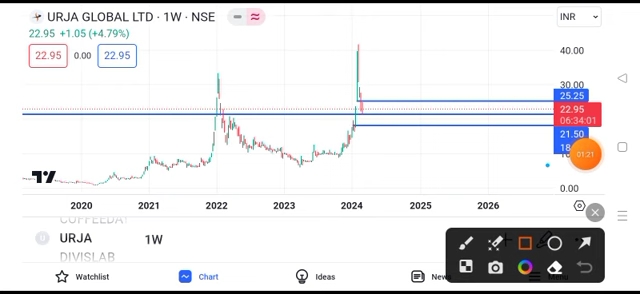 URJA GLOBAL LTD · 1W · NSE
INR
22.95 +1.05 (+4.79%)
22.95 0.00 22.95
40.00
30.00
25.25
22.95
06:34:01
21.50
18.
01:21
0.00
2020 2021 2022 2023 2024 2025 2026
COFFEEDAY
U URJA 1W
DIVISLAB
Watchlist Chart Ideas News